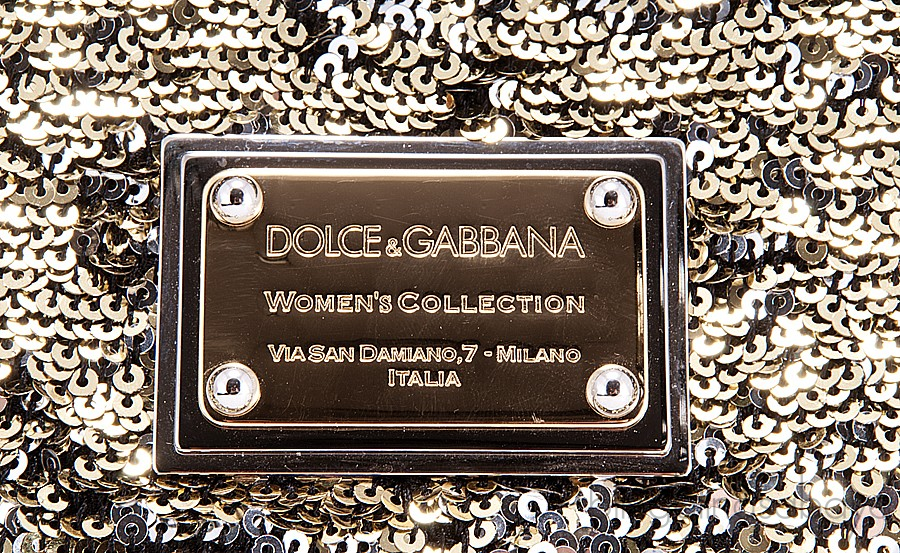 DOLCE & GABBANA
WOMEN'S COLLECTION
VIA SAN DAMIANO, 7 - MILANO
ITALIA